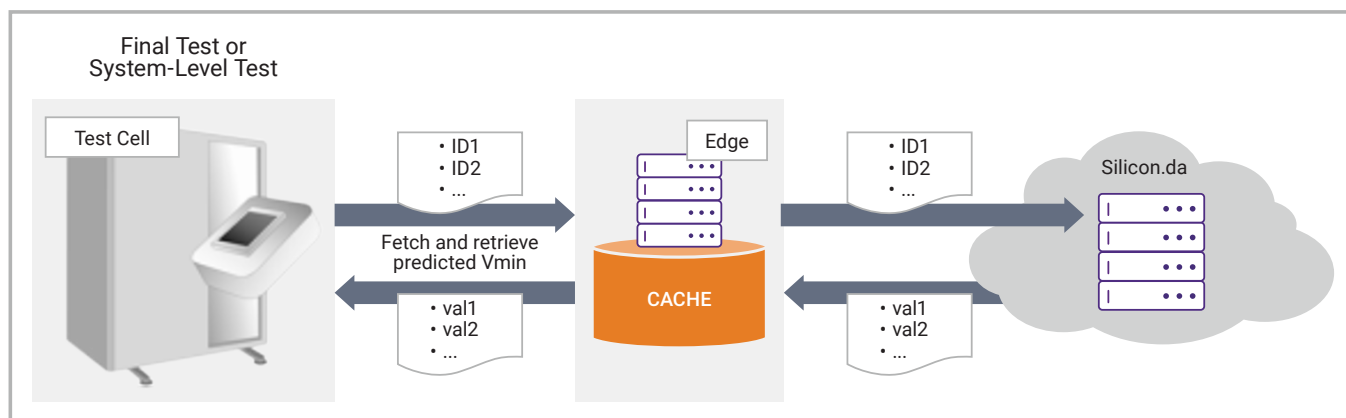 Final Test or
System-Level Test
Test Cell
• ID1
• ID2
• ...
Fetch and retrieve
predicted Vmin
• val1
• val2
• ...
Edge
CACHE
• ID1
• ID2
• ...
• val1
• val2
• ...
Silicon.da